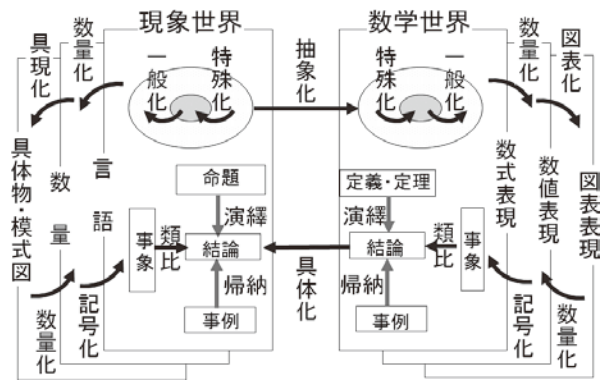 現象世界
数学世界
具現化
数量化
一般化
特殊化
抽象化
特殊化
一般化
数量化
図表化
具体物・模式図
数量
言語
命題
演繹
事象
類比
結論
帰納
事例
数量化
記号化
具体化
定義・定理
演繹
結論
類比
事象
帰納
事例
数式表現
数値表現
図表表現
記号化
数量化